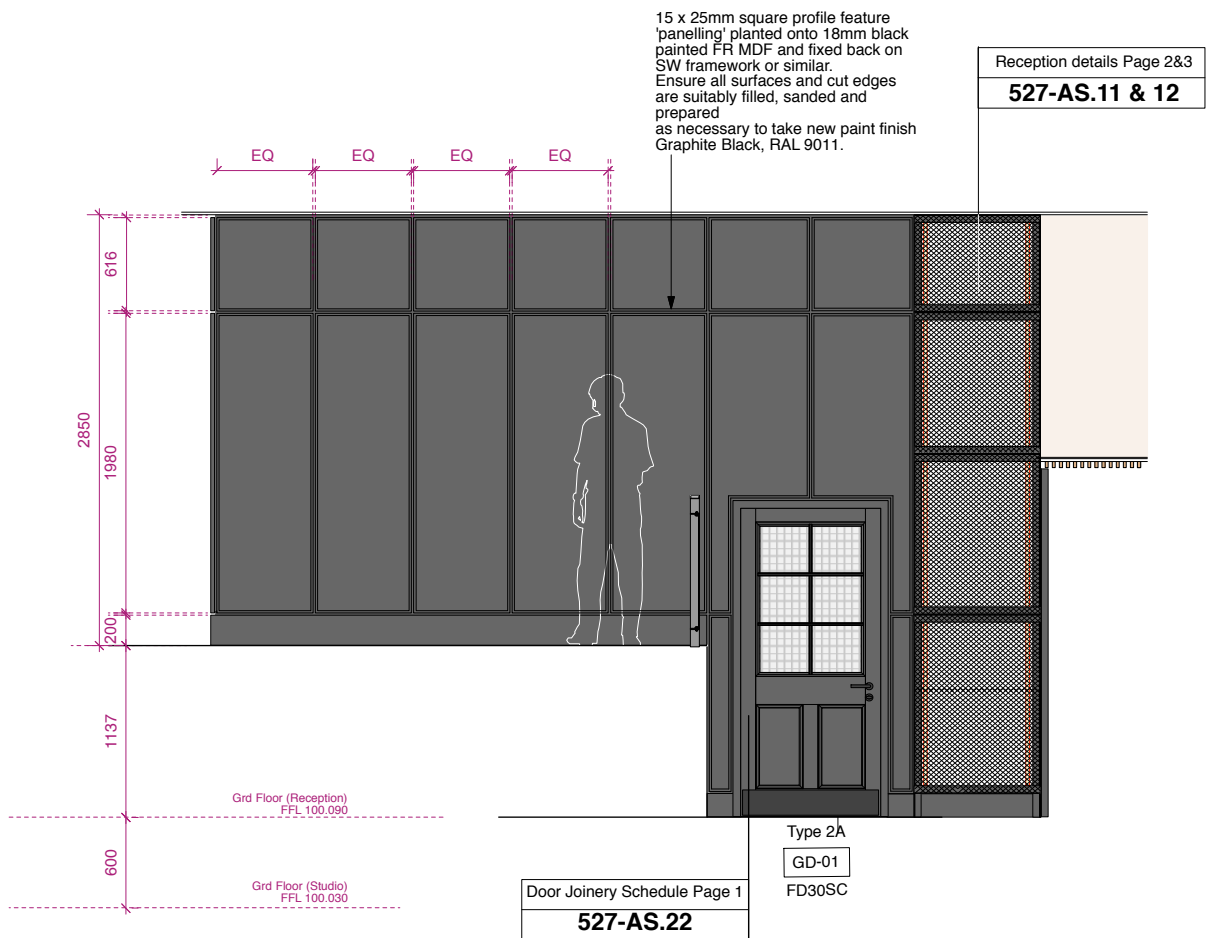 15 x 25mm square profile feature
'panelling' planted onto 18mm black
painted FR MDF and fixed back on
SW framework or similar.
Ensure all surfaces and cut edges
are suitably filled, sanded and
prepared
as necessary to take new paint finish
Graphite Black, RAL 9011.
Reception details Page 2&3
527-AS.11 & 12
EQ EQ EQ EQ
616
2850
1980
200
1137
Grd Floor (Reception)
FFL 100.090
600
Grd Floor (Studio)
FFL 100.030
Type 2A
GD-01
FD30SC
Door Joinery Schedule Page 1
527-AS.22